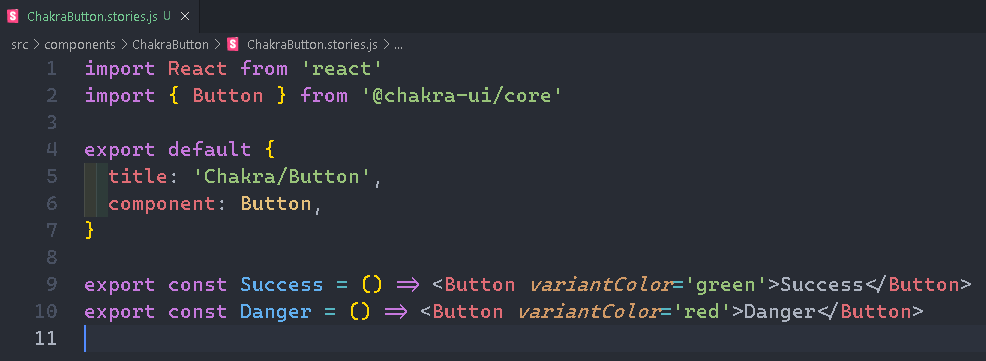 ChakraButton.stories.js U ×
src > components > ChakraButton > ChakraButton.stories.js > ...
1 import React from 'react'
2 import { Button } from '@chakra-ui/core'
3
4 export default {
5   title: 'Chakra/Button',
6   component: Button,
7 }
8
9 export const Success = () => <Button variantColor='green'>Success</Button>
10 export const Danger = () => <Button variantColor='red'>Danger</Button>
11